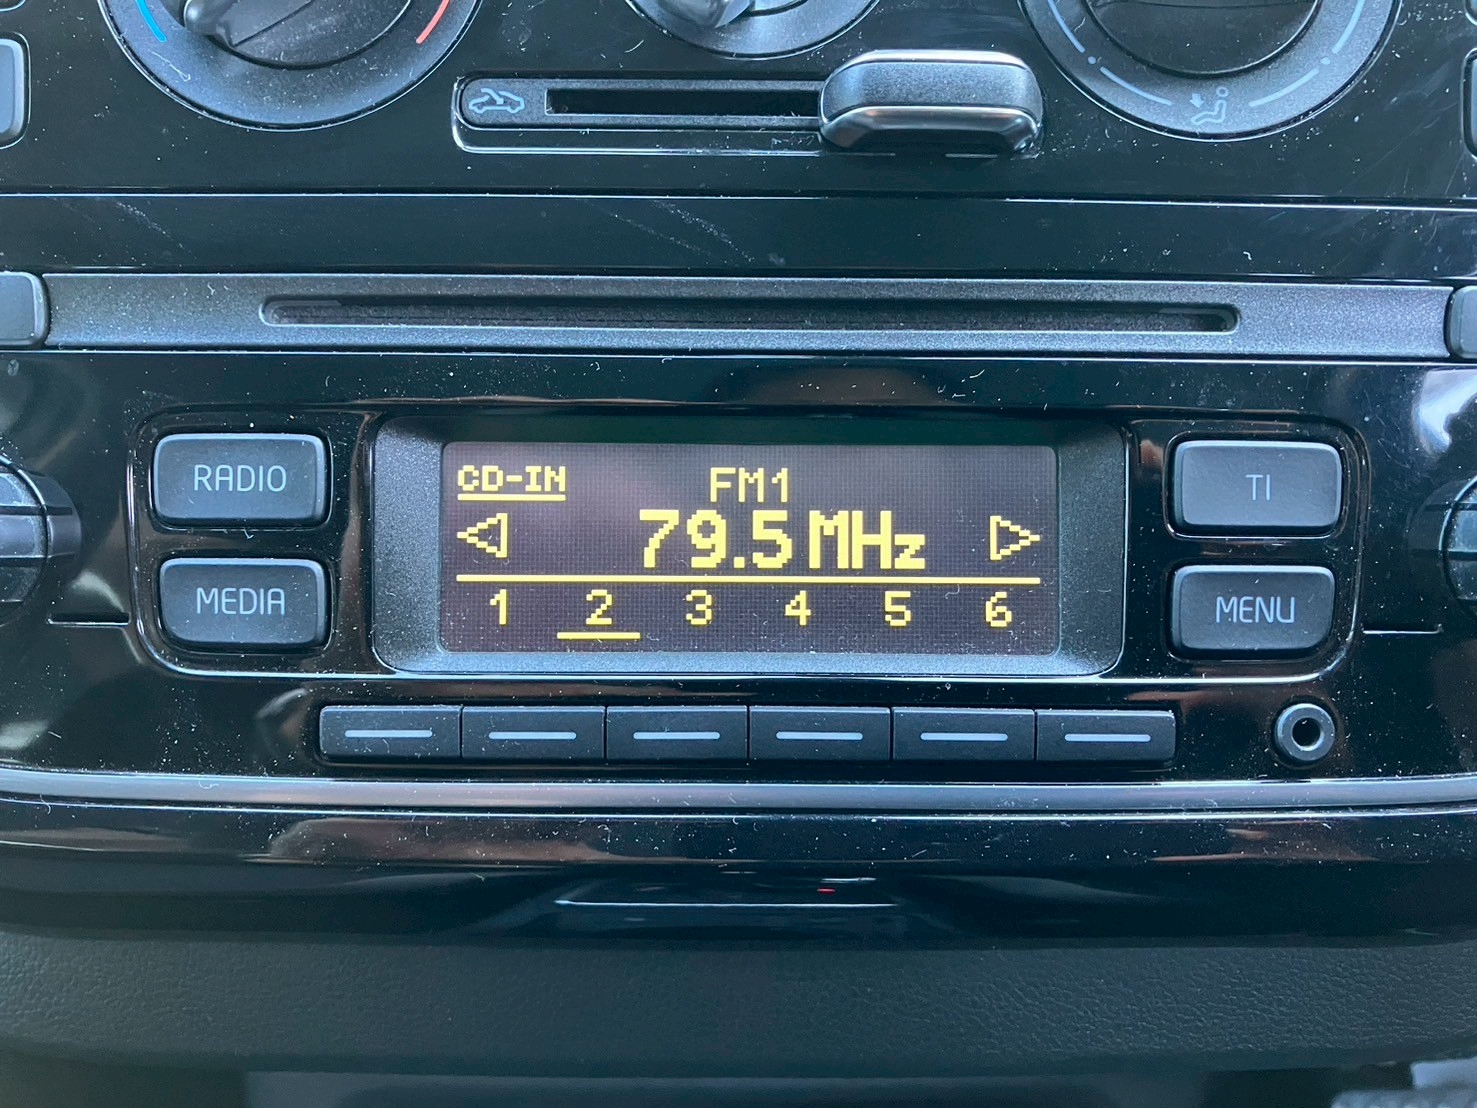 RADIO
MEDIA
CD-IN
FM1
79.5 MHz
1 2 3 4 5 6
TI
MENU